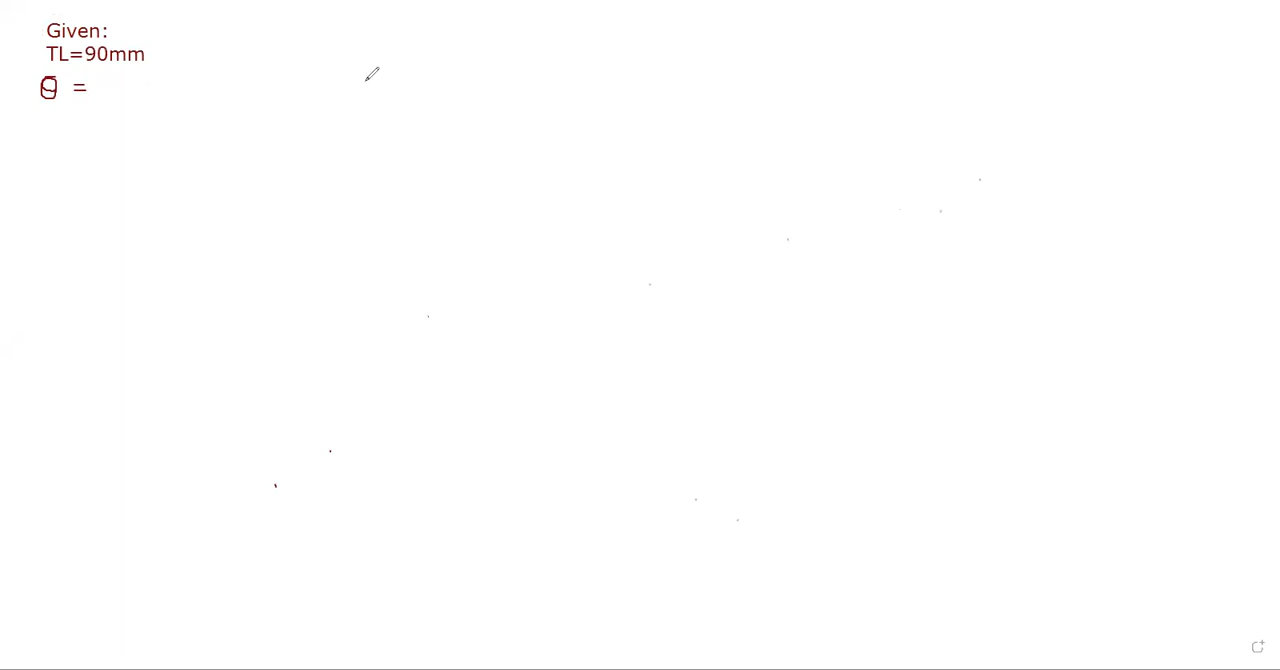 Given:
TL=90mm
θ =